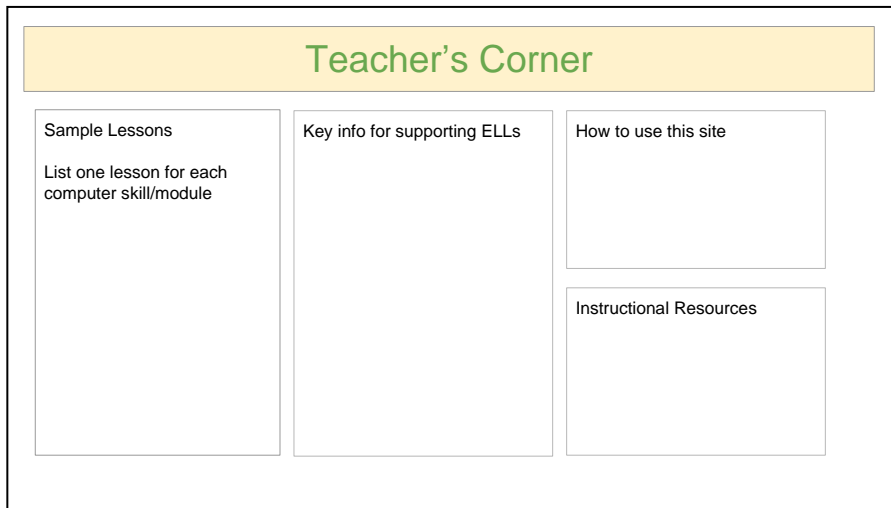 Teacher’s Corner
Sample Lessons
List one lesson for each
computer skill/module
Key info for supporting ELLs
How to use this site
Instructional Resources